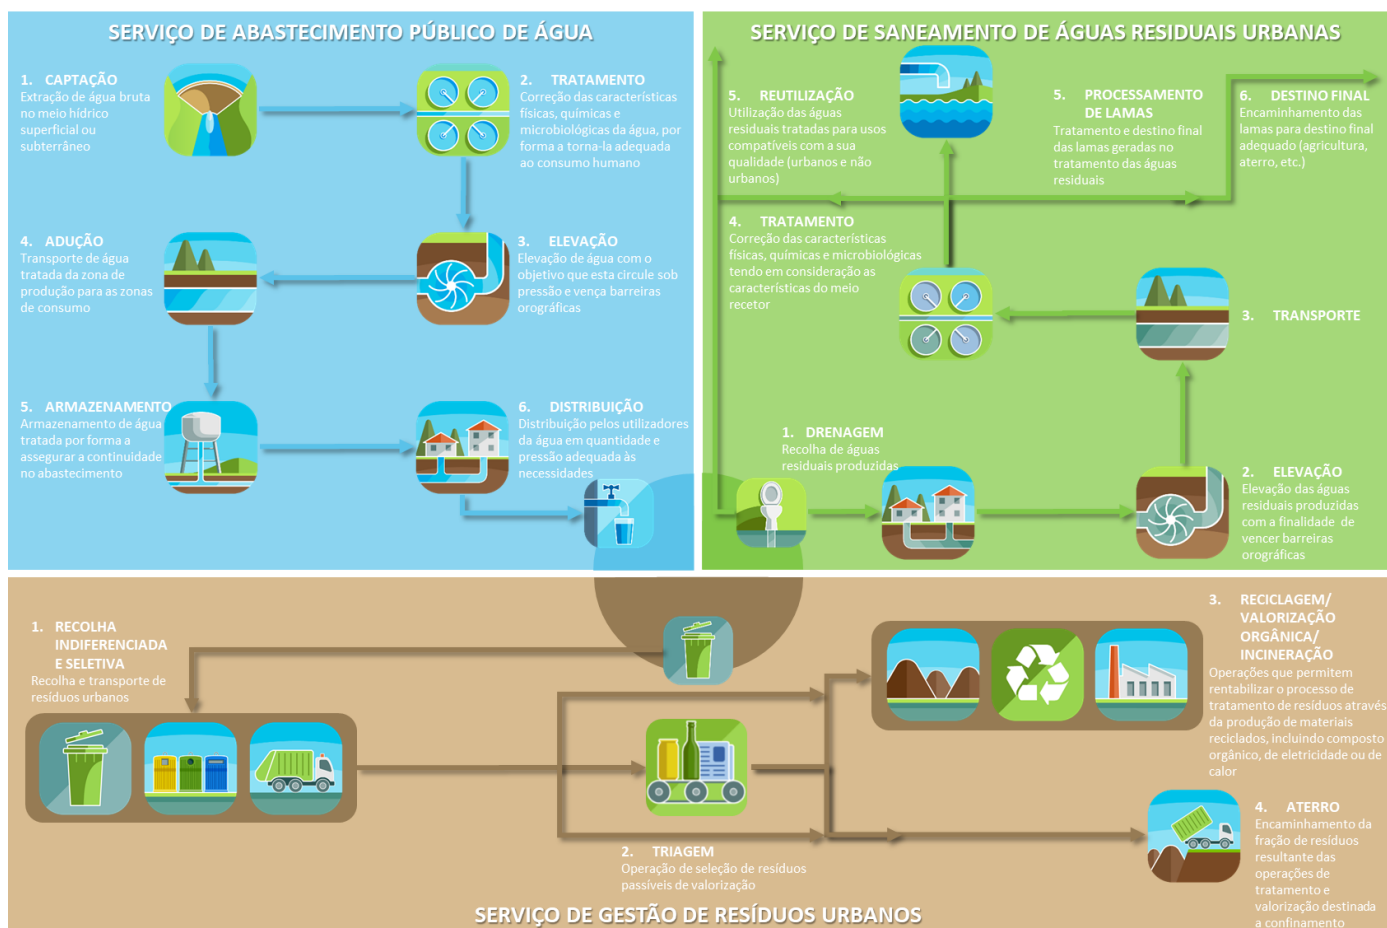 SERVIÇO DE ABASTECIMENTO PÚBLICO DE ÁGUA
1. CAPTAÇÃO
Extração de água bruta
no meio hídrico
superficial ou
subterrâneo
2. TRATAMENTO
Correção das características
físicas, químicas e
microbiológicas da água, por
forma a torna-la adequada
ao consumo humano
4. ADUÇÃO
Transporte de água
tratada da zona de
produção para as zonas
de consumo
3. ELEVAÇÃO
Elevação de água com o
objetivo que esta circule sob
pressão e vença barreiras
orográficas
5. ARMAZENAMENTO
Armazenamento de água
tratada por forma a
assegurar a continuidade
no abastecimento
6. DISTRIBUIÇÃO
Distribuição pelos utilizadores
da água em quantidade e
pressão adequada às
necessidades
SERVIÇO DE SANEAMENTO DE ÁGUAS RESIDUAIS URBANAS
5. REUTILIZAÇÃO
Utilização das águas
residuais tratadas para usos
compatíveis com a sua
qualidade (urbanos e não
urbanos)
5. PROCESSAMENTO
DE LAMAS
Tratamento e destino final
das lamas geradas no
tratamento das águas
residuais
6. DESTINO FINAL
Encaminhamento das
lamas para destino final
adequado (agricultura,
aterro, etc.)
4. TRATAMENTO
Correção das características
físicas, químicas e microbiológicas
tendo em consideração as
características do meio
recetor
3. TRANSPORTE
1. DRENAGEM
Recolha de águas
residuais produzidas
2. ELEVAÇÃO
Elevação das águas
residuais produzidas
com a finalidade de
vencer barreiras
orográficas
1. RECOLHA
INDIFERENCIADA
E SELETIVA
Recolha e transporte de
resíduos urbanos
2. TRIAGEM
Operação de seleção de resíduos
passíveis de valorização
3. RECICLAGEM/
VALORIZAÇÃO
ORGÂNICA/
INCINERAÇÃO
Operações que permitem
rentabilizar o processo de
tratamento de resíduos através
da produção de materiais
reciclados, incluindo composto
orgânico, de eletricidade ou de
calor
4. ATERRO
Encaminhamento da
fração de resíduos
resultante das
operações de
tratamento e
valorização destinada
a confinamento
SERVIÇO DE GESTÃO DE RESÍDUOS URBANOS